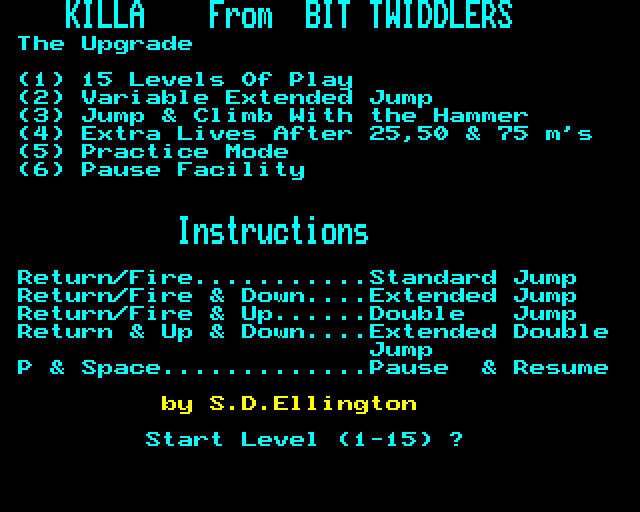 KILLA From BIT TWIDDLERS
The Upgrade
(1) 15 Levels Of Play
(2) Variable Extended Jump
(3) Jump & Climb With the Hammer
(4) Extra Lives After 25,50 & 75 m's
(5) Practice Mode
(6) Pause Facility
Instructions
Return/Fire...........Standard Jump
Return/Fire & Down....Extended Jump
Return/Fire & Up......Double Jump
Return & Up & Down....Extended Double
Jump
P & Space.............Pause & Resume
by S.D.Ellington
Start Level (1-15) ?